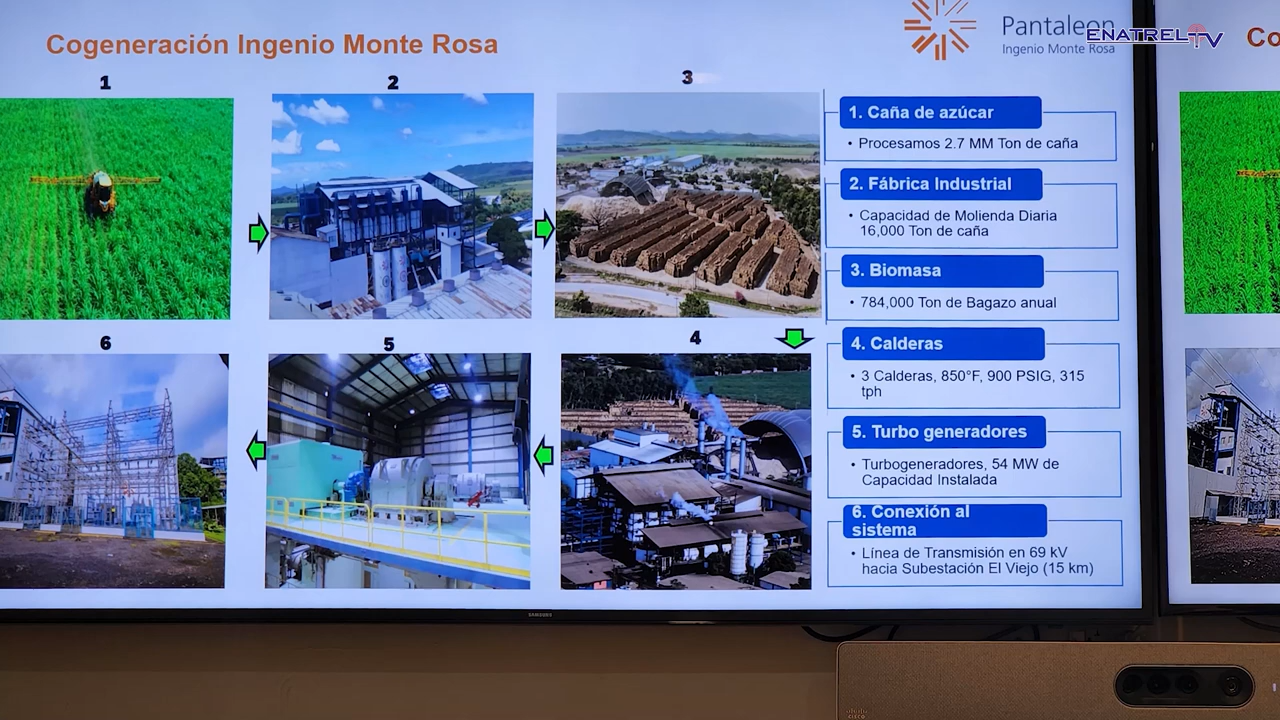 Cogeneración Ingenio Monte Rosa
Pantaleon
Ingenio Monte Rosa
ENATREL TV
Co
1
2
3
1. Caña de azúcar
• Procesamos 2.7 MM Ton de caña
2. Fábrica Industrial
• Capacidad de Molienda Diaria
16,000 Ton de caña
3. Biomasa
• 784,000 Ton de Bagazo anual
6
5
4
4. Calderas
• 3 Calderas, 850°F, 900 PSIG, 315
tph
5. Turbo generadores
• Turbogeneradores, 54 MW de
Capacidad Instalada
6. Conexión al
sistema
• Línea de Transmisión en 69 kV
hacia Subestación El Viejo (15 km)
SAMSUNG
CISCO